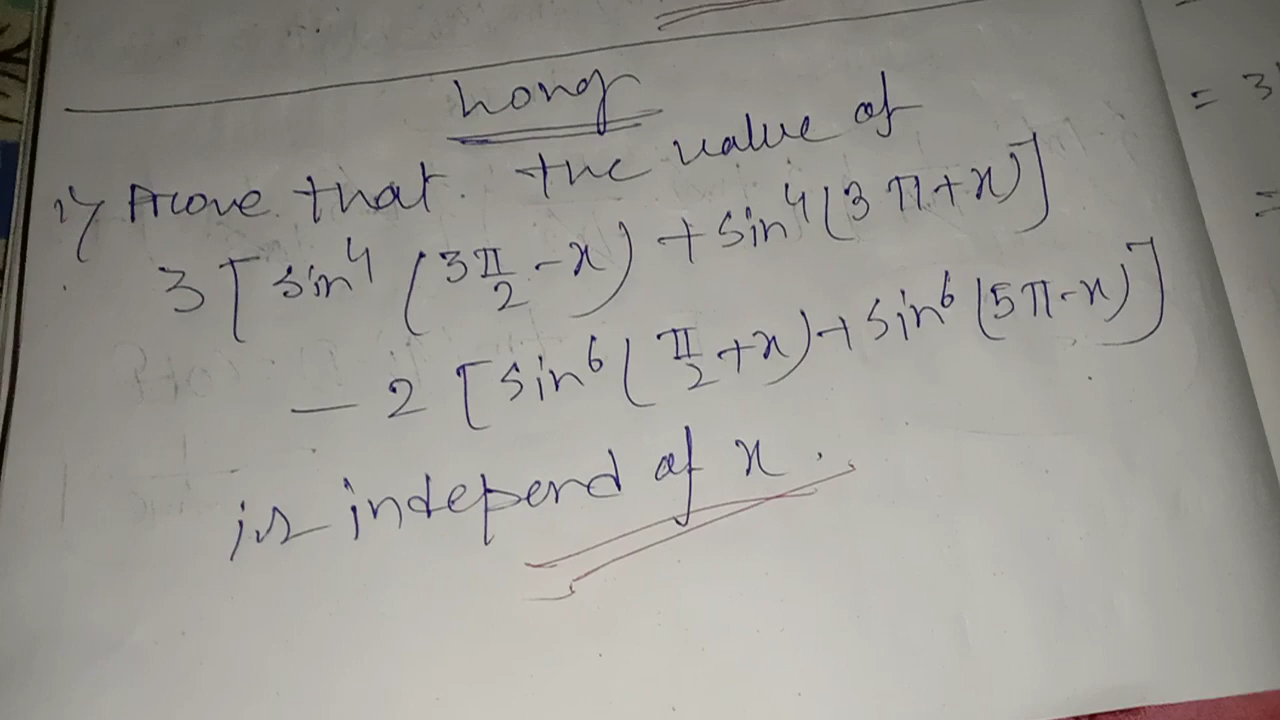 Long
1) Prove that the value of
3 [ sin⁴ (3π/2 - x) + sin⁴ (3π + x) ]
- 2 [ sin⁶ ( π/2 + x) + sin⁶ (5π - x) ]
is independ of x.
= 3
=